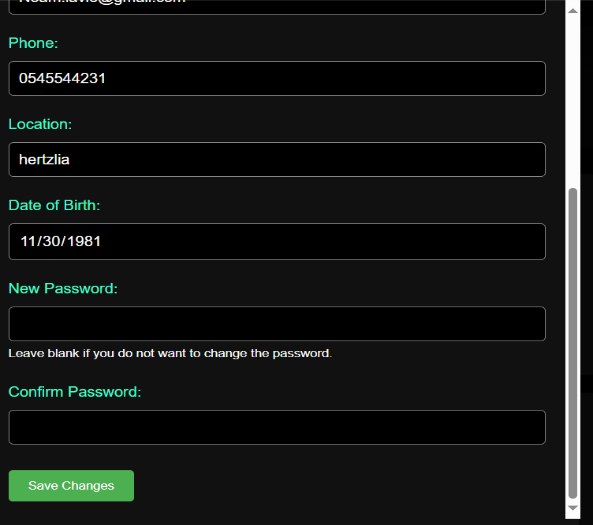 Phone:
0545544231
Location:
hertzlia
Date of Birth:
11/30/1981
New Password:
Leave blank if you do not want to change the password.
Confirm Password:
Save Changes